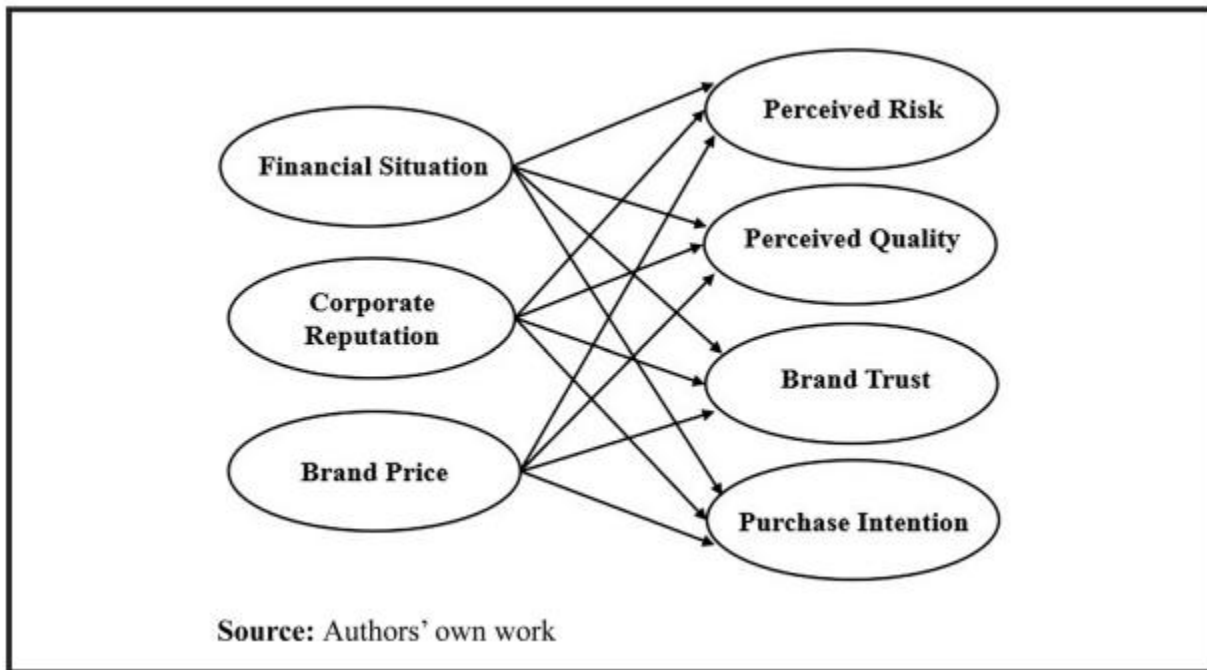 Financial Situation
Corporate
Reputation
Brand Price
Perceived Risk
Perceived Quality
Brand Trust
Purchase Intention
Source: Authors’ own work